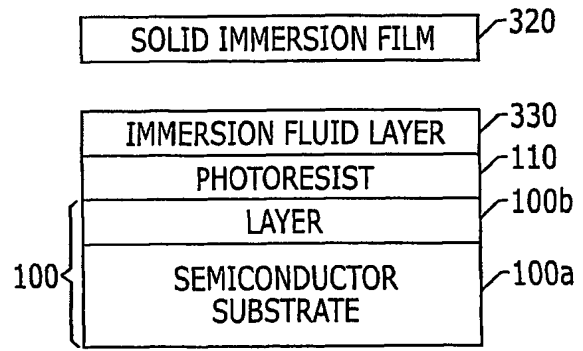 SOLID IMMERSION FILM 320
IMMERSION FLUID LAYER 330
PHOTORESIST 110
LAYER 100b
100
SEMICONDUCTOR
SUBSTRATE
100a